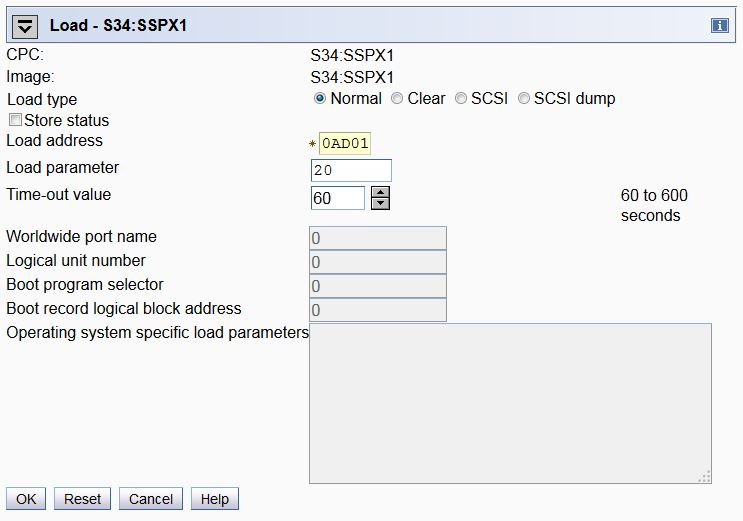 Load - S34:SSPX1
i
CPC: S34:SSPX1
Image: S34:SSPX1
Load type Normal Clear SCSI SCSI dump
Store status
Load address * 0AD01
Load parameter 20
Time-out value 60 60 to 600
seconds
Worldwide port name 0
Logical unit number 0
Boot program selector 0
Boot record logical block address 0
Operating system specific load parameters
OK Reset Cancel Help